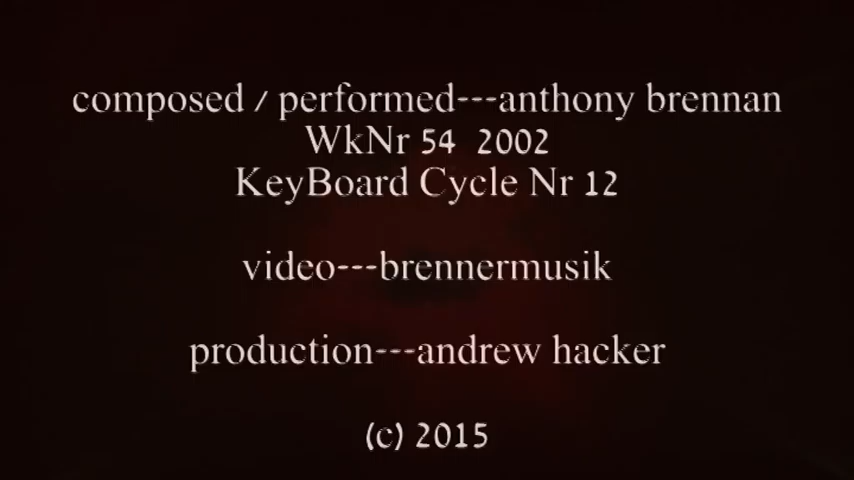 composed / performed---anthony brennan
WkNr 54 2002
KeyBoard Cycle Nr 12
video---brennermusik
production---andrew hacker
(c) 2015